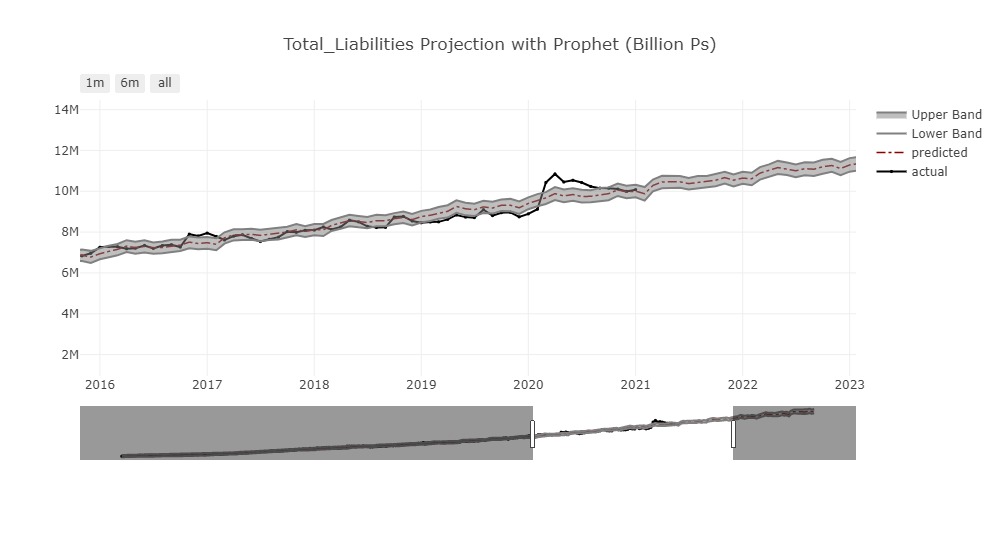 Total_Liabilities Projection with Prophet (Billion Ps)
1m 6m all
14M
12M
10M
8M
6M
4M
2M
2016 2017 2018 2019 2020 2021 2022 2023
Upper Band
Lower Band
predicted
actual